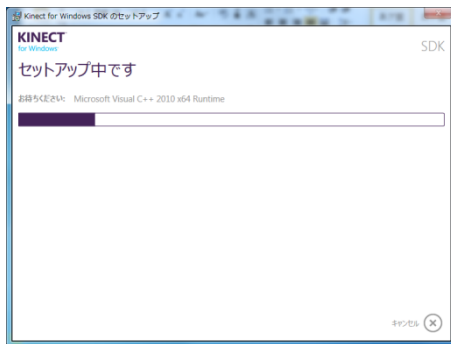 Kinect for Windows SDK のセットアップ
KINECT
for Windows
SDK
セットアップ中です
お待ちください: Microsoft Visual C++ 2010 x64 Runtime
キャンセル